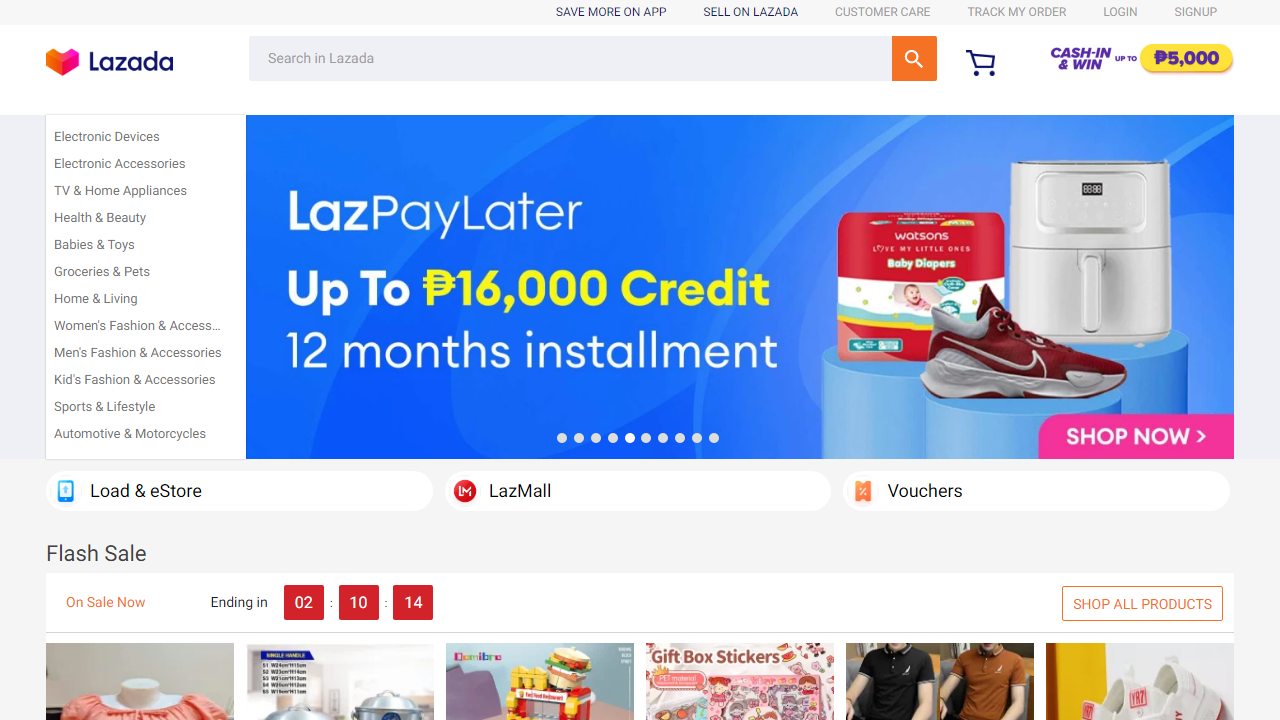 SAVE MORE ON APP
SELL ON LAZADA
CUSTOMER CARE
TRACK MY ORDER
LOGIN
SIGNUP
Lazada
Search in Lazada
CASH-IN & WIN UP TO ₱5,000
Electronic Devices
Electronic Accessories
TV & Home Appliances
Health & Beauty
Babies & Toys
Groceries & Pets
Home & Living
Women's Fashion & Access...
Men's Fashion & Accessories
Kid's Fashion & Accessories
Sports & Lifestyle
Automotive & Motorcycles
LazPayLater
Up To ₱16,000 Credit
12 months installment
watsons
LOVE MY LITTLE ONES
Baby Diapers
SHOP NOW >
Load & eStore
LazMall
Vouchers
Flash Sale
On Sale Now
Ending in
02 : 10 : 14
SHOP ALL PRODUCTS
SINGLE HANDLE
Gift Box Stickers
PET material